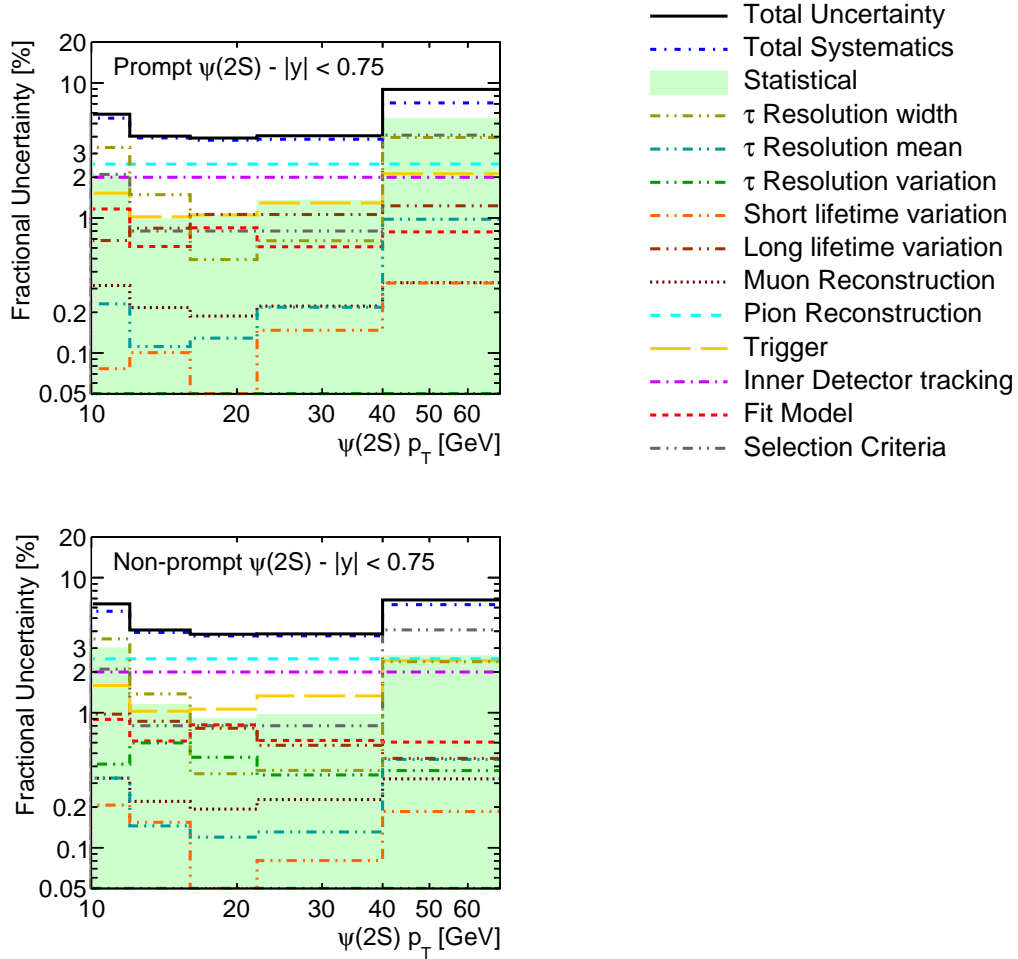 Prompt ψ(2S) - |y| < 0.75
Fractional Uncertainty [%]
20
10
3
2
1
0.2
0.1
0.05
10 20 30 40 50 60
ψ(2S) p_T [GeV]
Total Uncertainty
Total Systematics
Statistical
τ Resolution width
τ Resolution mean
τ Resolution variation
Short lifetime variation
Long lifetime variation
Muon Reconstruction
Pion Reconstruction
Trigger
Inner Detector tracking
Fit Model
Selection Criteria
Non-prompt ψ(2S) - |y| < 0.75
Fractional Uncertainty [%]
20
10
3
2
1
0.2
0.1
0.05
10 20 30 40 50 60
ψ(2S) p_T [GeV]